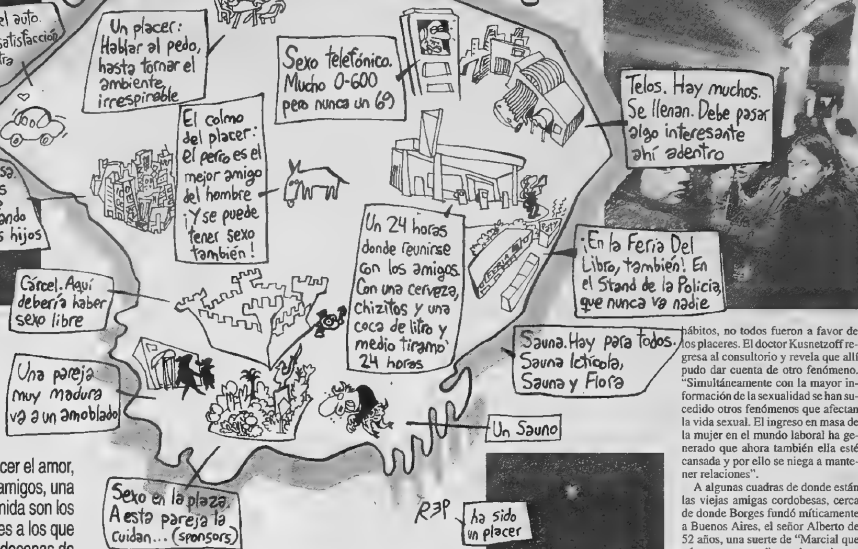 el auto.
satisfacción
Un placer:
Hablar al pedo,
hasta tornar el
ambiente
irrespirable
Sexo telefónico.
Mucho 0-600
pero nunca un 69
Telos. Hay muchos.
Se llenan. Debe pasar
algo interesante
ahí adentro
El colmo
del placer:
el perro es el
mejor amigo
del hombre
¡Y se puede
tener sexo
también!
hijos
Un 24 horas
donde reunirse
con los amigos.
Con una cerveza,
chizitos y una
coca de litro y
medio tiramo'
24 horas
¡En la Feria Del
Libro, también! En
el Stand de la Policía,
que nunca va nadie
Cárcel. Aquí
debería haber
sexo libre
Sauna. Hay para todos.
Sauna letícola,
Sauna y Flora
Una pareja
muy madura
va a un amoblado
Un Sauno
Sexo en la plaza.
A esta pareja la
cuidan... (sponsors)
REP
ha sido
un placer
cer el amor,
amigos, una
nida son los
es a los que
decenas de
hábitos, no todos fueron a favor de
los placeres. El doctor Kusnetzoff re-
gresa al consultorio y revela que allí
pudo dar cuenta de otro fenómeno.
"Simultáneamente con la mayor in-
formación de la sexualidad se han su-
cedido otros fenómenos que afectan
la vida sexual. El ingreso en masa de
la mujer en el mundo laboral ha ge-
nerado que ahora también ella esté
cansada y por ello se niega a mante-
ner relaciones".
A algunas cuadras de donde están
las viejas amigas cordobesas, cerca
de donde Borges fundó míticamente
a Buenos Aires, el señor Alberto de
52 años, una suerte de "Marcial que